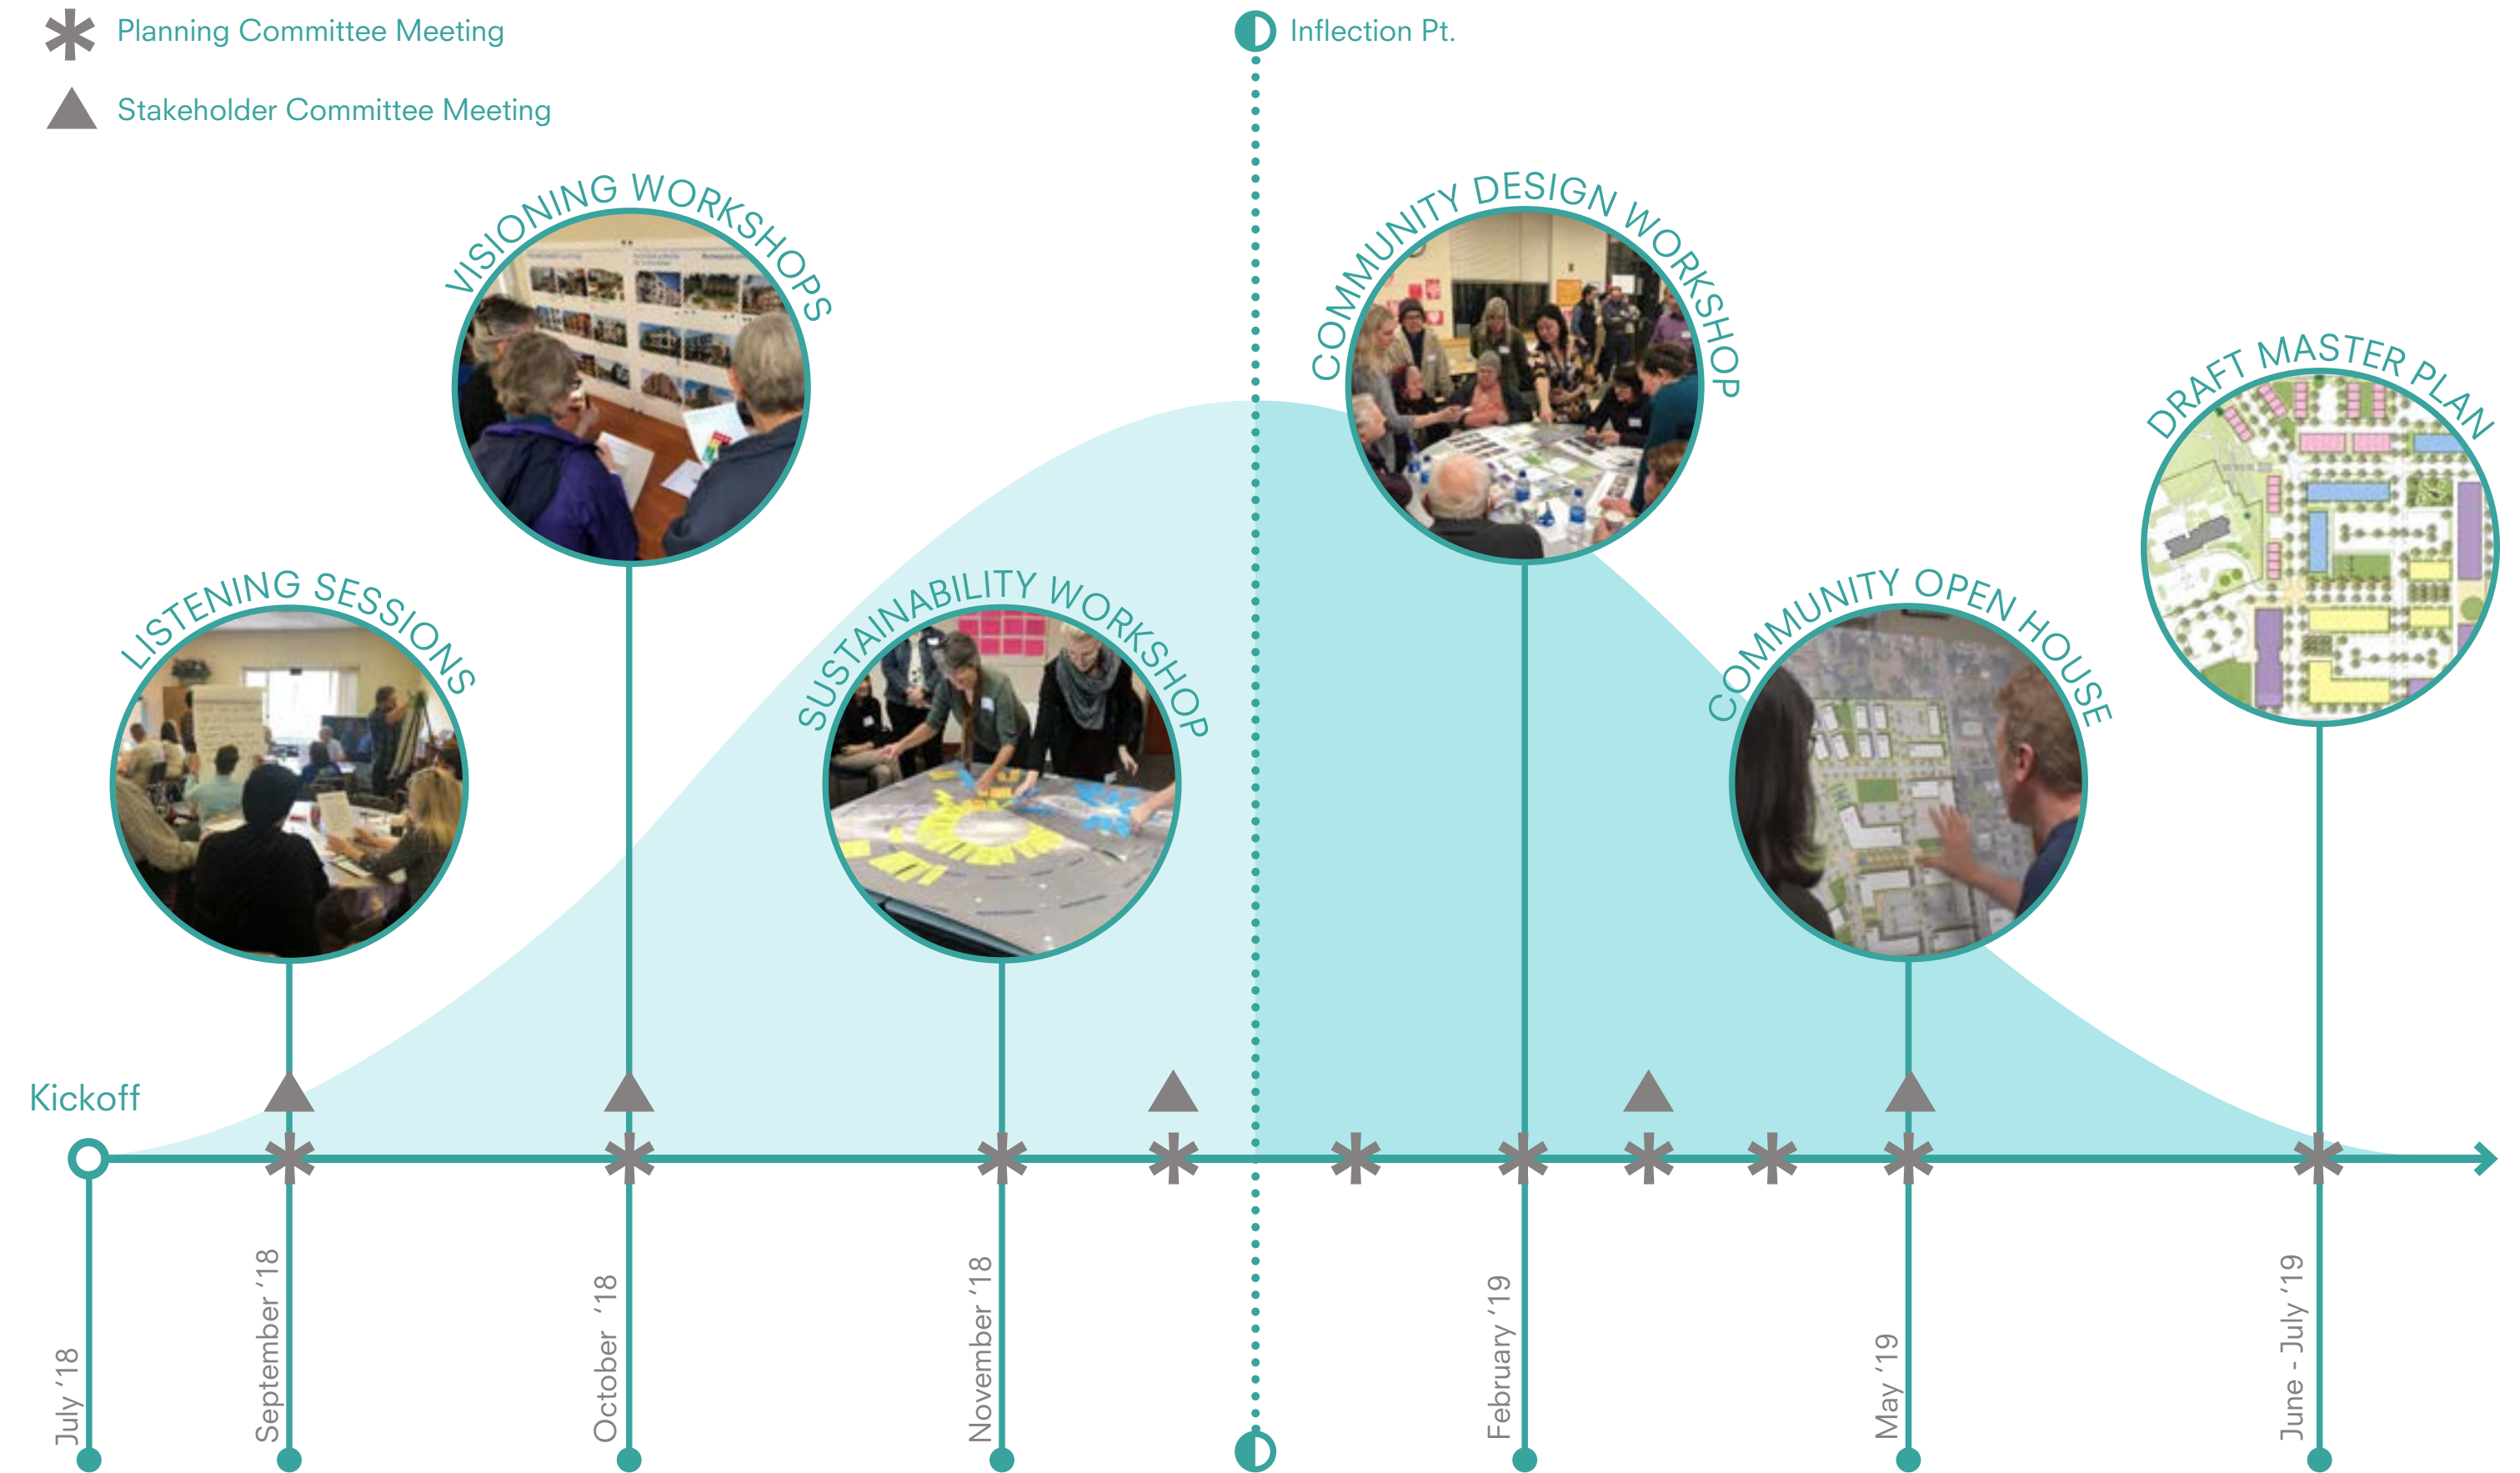 Planning Committee Meeting
Stakeholder Committee Meeting
Inflection Pt.
VISIONING WORKSHOPS
COMMUNITY DESIGN WORKSHOP
DRAFT MASTER PLAN
LISTENING SESSIONS
SUSTAINABILITY WORKSHOP
COMMUNITY OPEN HOUSE
Kickoff
July ‘18
September ‘18
October ‘18
November ‘18
February ‘19
May ‘19
June - July ‘19